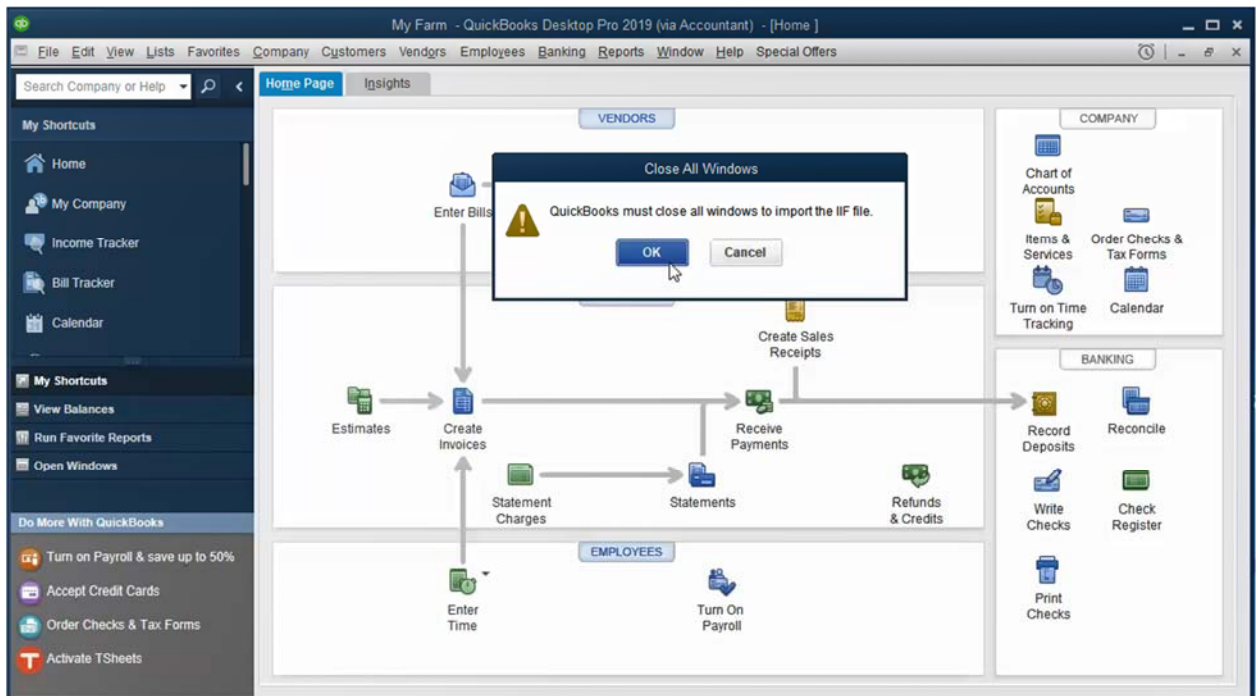 qb
My Farm - QuickBooks Desktop Pro 2019 (via Accountant) - [Home ]
File Edit View Lists Favorites Company Customers Vendors Employees Banking Reports Window Help Special Offers
Search Company or Help
Home Page
Insights
My Shortcuts
Home
My Company
Income Tracker
Bill Tracker
Calendar
My Shortcuts
View Balances
Run Favorite Reports
Open Windows
Do More With QuickBooks
Turn on Payroll & save up to 50%
Accept Credit Cards
Order Checks & Tax Forms
Activate TSheets
VENDORS
Enter Bills
Close All Windows
QuickBooks must close all windows to import the IIF file.
OK
Cancel
Create Sales
Receipts
Estimates
Create
Invoices
Receive
Payments
Statement
Charges
Statements
Refunds
& Credits
EMPLOYEES
Enter
Time
Turn On
Payroll
COMPANY
Chart of
Accounts
Items &
Services
Order Checks &
Tax Forms
Turn on Time
Tracking
Calendar
BANKING
Record
Deposits
Reconcile
Write
Checks
Check
Register
Print
Checks